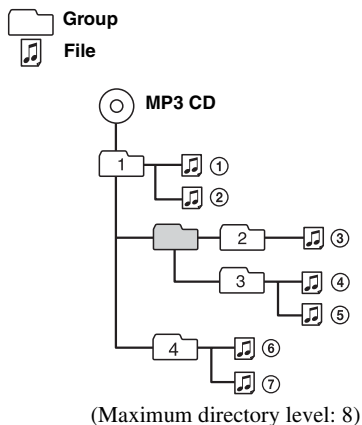 Group
File
MP3 CD
1
①
②
2
③
3
④
⑤
4
⑥
⑦
(Maximum directory level: 8)